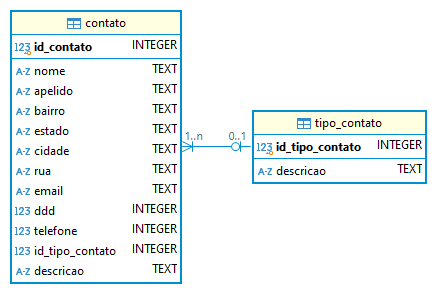 contato
123 id_contato INTEGER
A-Z nome TEXT
A-Z apelido TEXT
A-Z bairro TEXT
A-Z estado TEXT
A-Z cidade TEXT
A-Z rua TEXT
A-Z email TEXT
123 ddd INTEGER
123 telefone INTEGER
123 id_tipo_contato INTEGER
A-Z descricao TEXT
1..n 0..1
tipo_contato
123 id_tipo_contato INTEGER
A-Z descricao TEXT